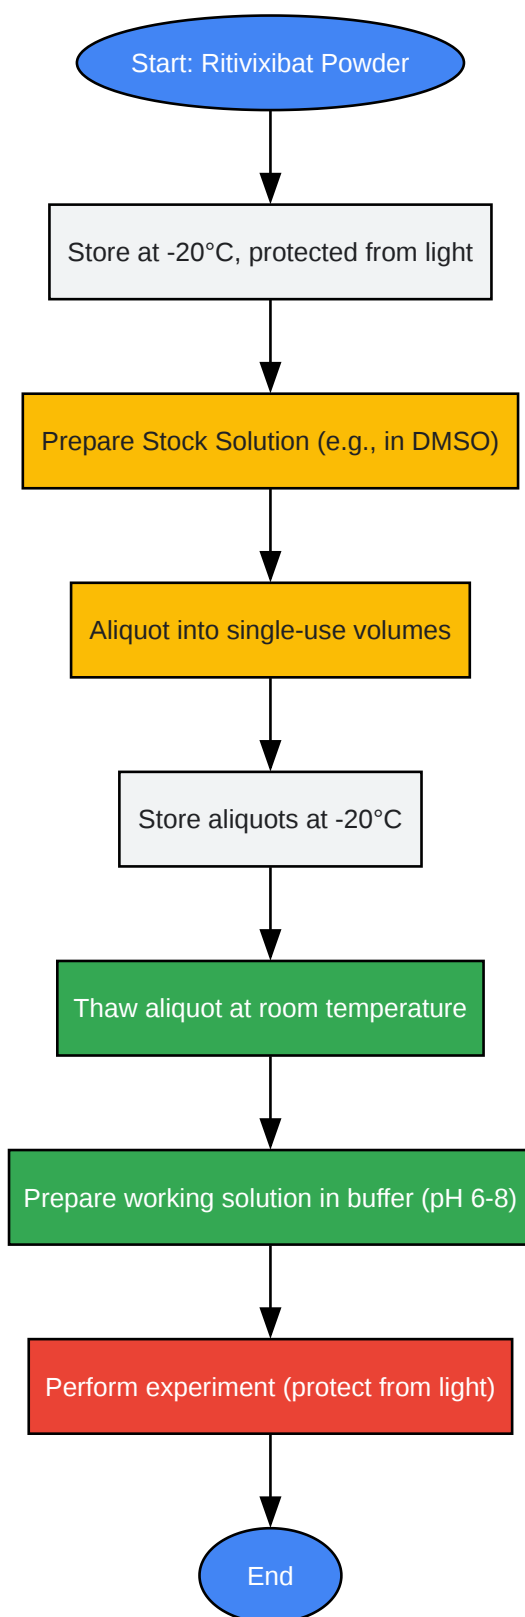 Start: Ritivixibat Powder
Store at -20°C, protected from light
Prepare Stock Solution (e.g., in DMSO)
Aliquot into single-use volumes
Store aliquots at -20°C
Thaw aliquot at room temperature
Prepare working solution in buffer (pH 6-8)
Perform experiment (protect from light)
End